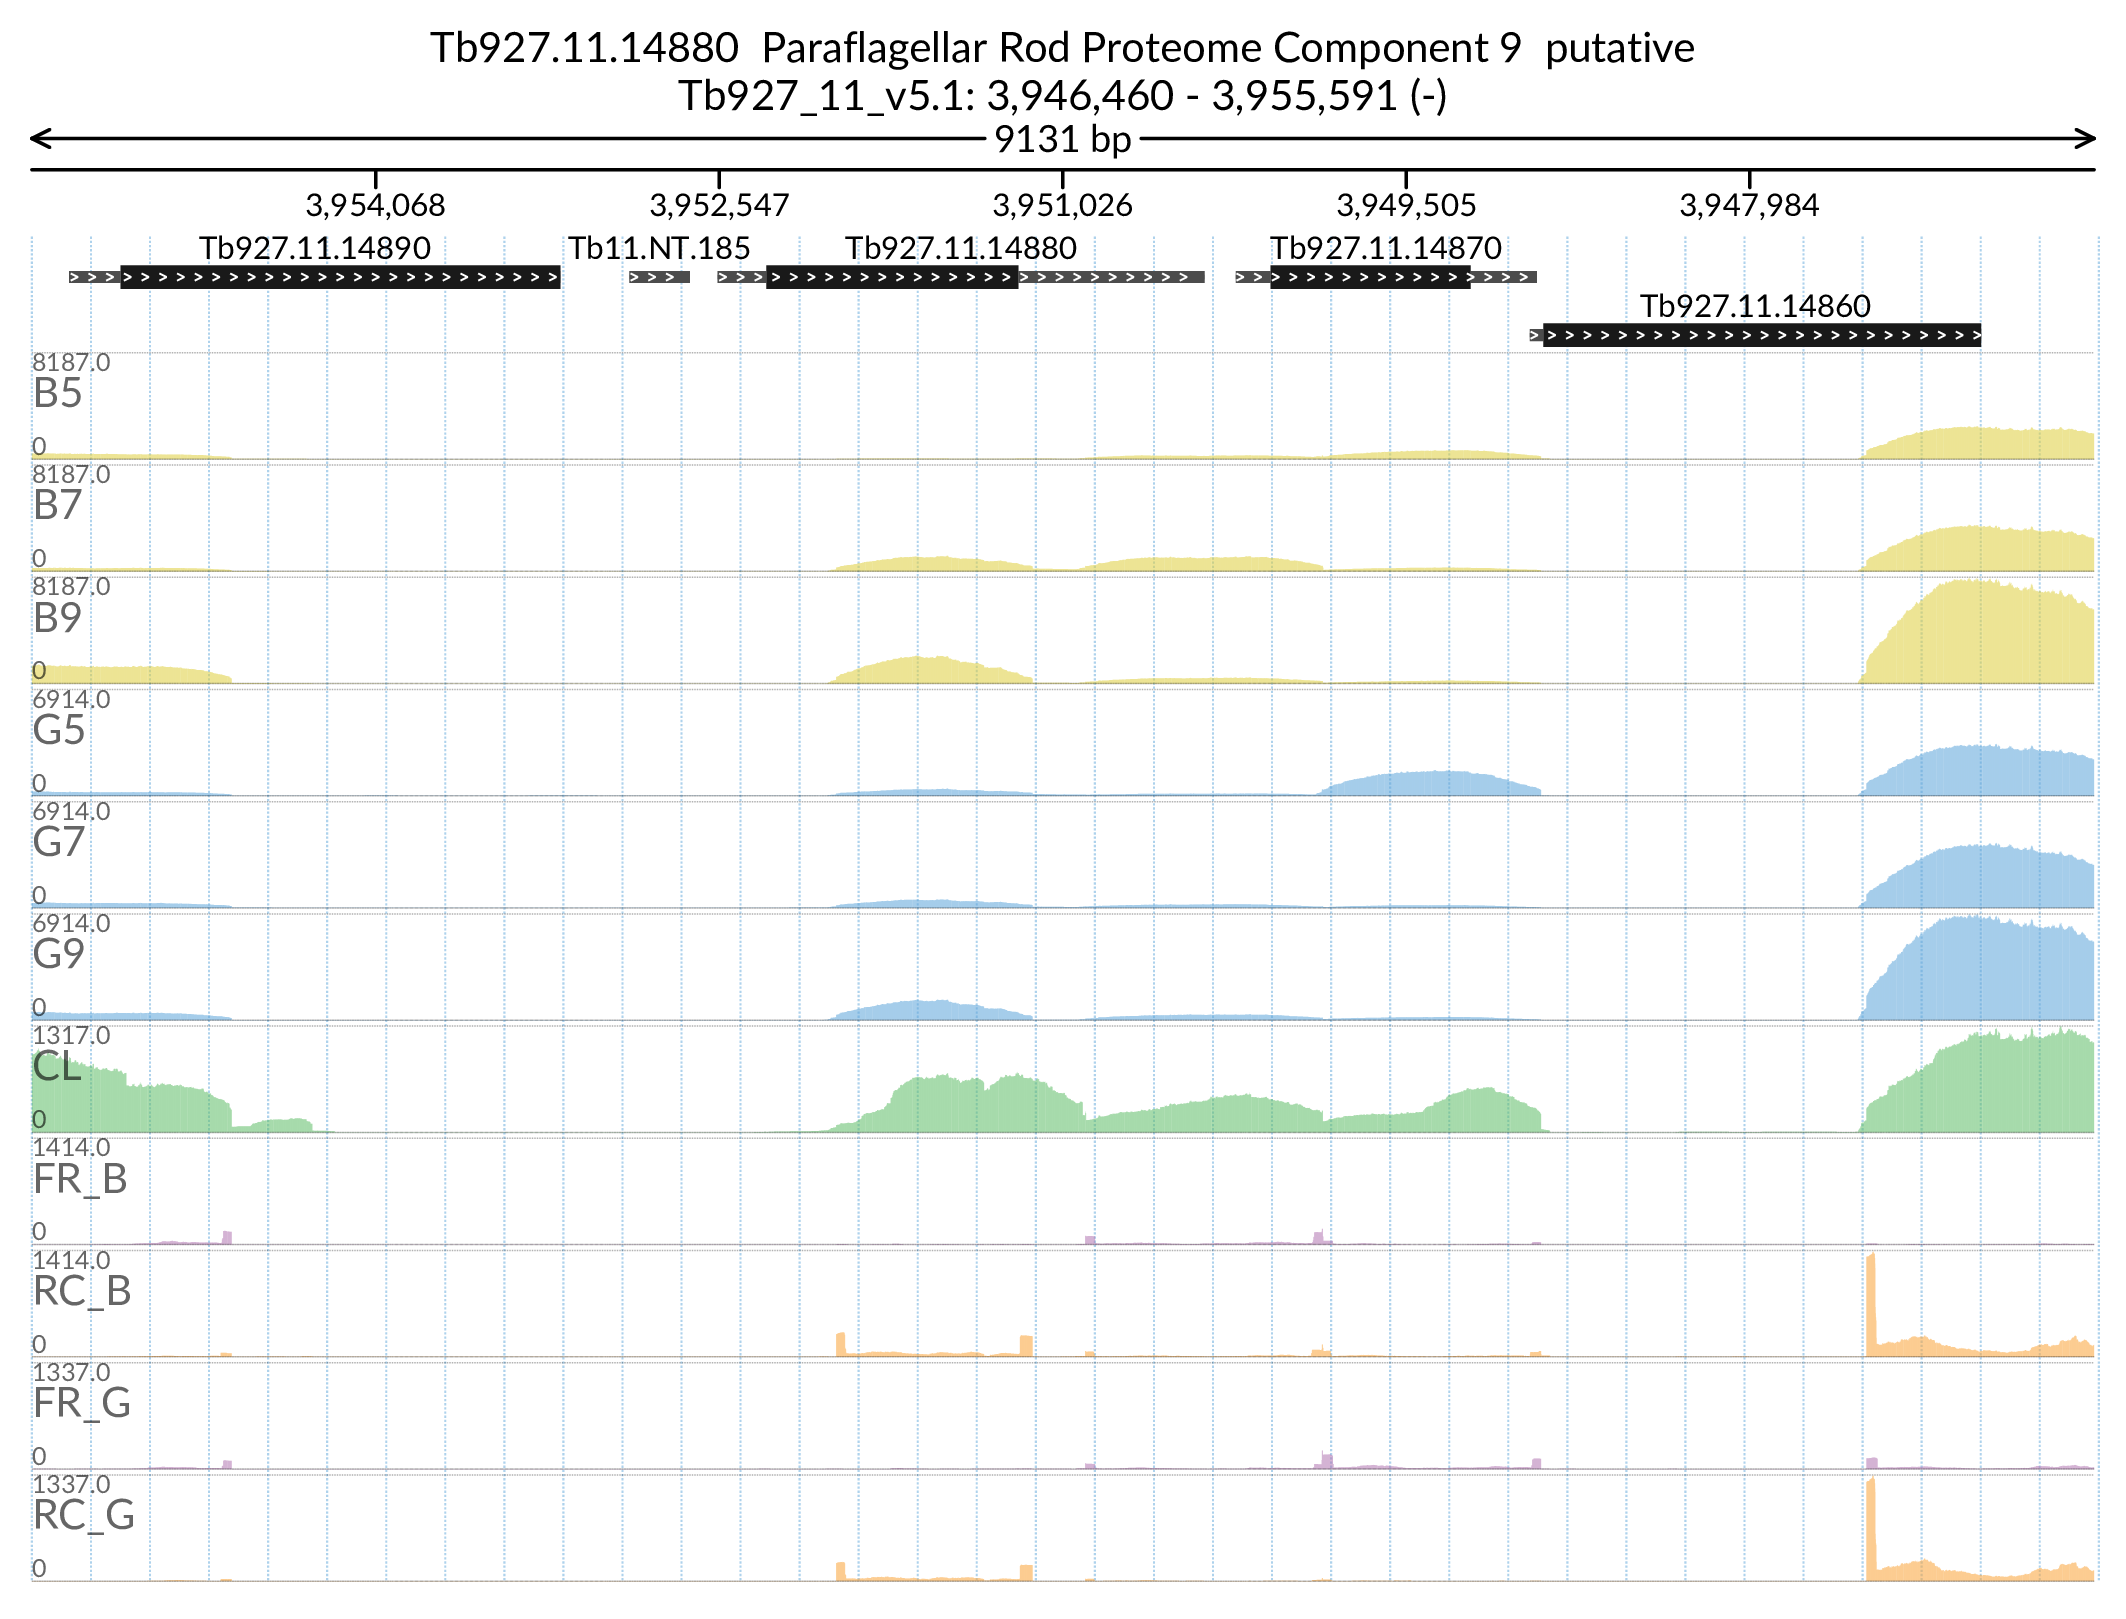 Tb927.11.14880  Paraflagellar Rod Proteome Component 9  putative
Tb927_11_v5.1: 3,946,460 - 3,955,591 (-)
9131 bp
3,954,068 3,952,547 3,951,026 3,949,505 3,947,984
Tb927.11.14890 Tb11.NT.185 Tb927.11.14880 Tb927.11.14870
Tb927.11.14860
8187.0
B5
0
8187.0
B7
0
8187.0
B9
0
6914.0
G5
0
6914.0
G7
0
6914.0
G9
0
1317.0
CL
0
1414.0
FR_B
0
1414.0
RC_B
0
1337.0
FR_G
0
1337.0
RC_G
0